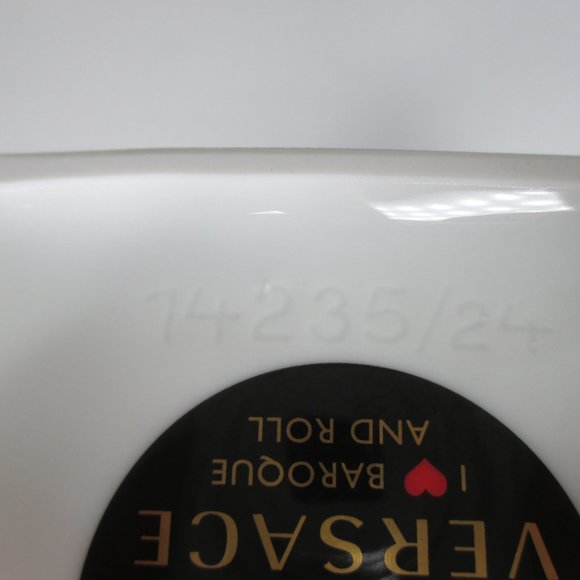 14235/24
VERSACE
I ❤ BAROQUE
AND ROLL